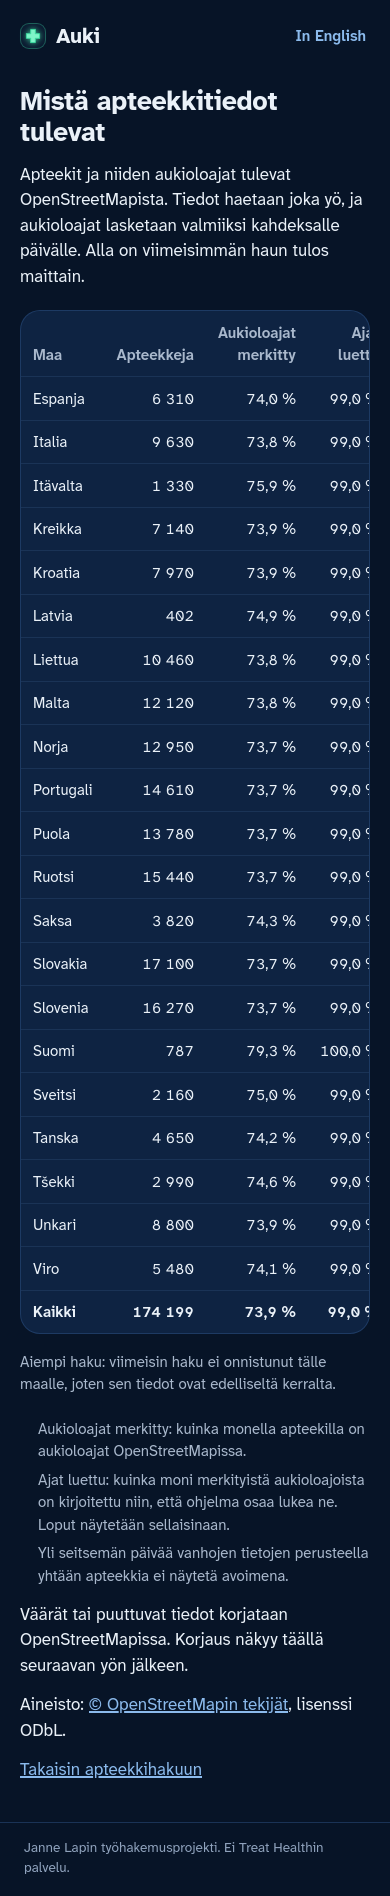 Auki
In English
Mistä apteekkitiedot
tulevat
Apteekit ja niiden aukioloajat tulevat
OpenStreetMapista. Tiedot haetaan joka yö, ja
aukioloajat lasketaan valmiiksi kahdeksalle
päivälle. Alla on viimeisimmän haun tulos
maittain.
Maa Apteekkeja Aukioloajat merkitty
Espanja 6 310 74,0 % 99,0
Italia 9 630 73,8 % 99,0
Itävalta 1 330 75,9 % 99,0
Kreikka 7 140 73,9 % 99,0
Kroatia 7 970 73,9 % 99,0
Latvia 402 74,9 % 99,0
Liettua 10 460 73,8 % 99,0
Malta 12 120 73,8 % 99,0
Norja 12 950 73,7 % 99,0
Portugali 14 610 73,7 % 99,0
Puola 13 780 73,7 % 99,0
Ruotsi 15 440 73,7 % 99,0
Saksa 3 820 74,3 % 99,0
Slovakia 17 100 73,7 % 99,0
Slovenia 16 270 73,7 % 99,0
Suomi 787 79,3 % 100,0
Sveitsi 2 160 75,0 % 99,0
Tanska 4 650 74,2 % 99,0
Tšekki 2 990 74,6 % 99,0
Unkari 8 800 73,9 % 99,0
Viro 5 480 74,1 % 99,0
Kaikki 174 199 73,9 % 99,0
Aiempi haku: viimeisin haku ei onnistunut tälle
maalle, joten sen tiedot ovat edelliseltä kerralta.
Aukioloajat merkitty: kuinka monella apteekilla on
aukioloajat OpenStreetMapissa.
Ajat luettu: kuinka moni merkityistä aukioloajoista
on kirjoitettu niin, että ohjelma osaa lukea ne.
Loput näytetään sellaisinaan.
Yli seitsemän päivää vanhojen tietojen perusteella
yhtään apteekkia ei näytetä avoimena.
Väärät tai puuttuvat tiedot korjataan
OpenStreetMapissa. Korjaus näkyy täällä
seuraavan yön jälkeen.
Aineisto: © OpenStreetMapin tekijät, lisenssi
ODbL.
Takaisin apteekkihakuun
Janne Lapin työhakemusprojekti. Ei Treat Healthin
palvelu.